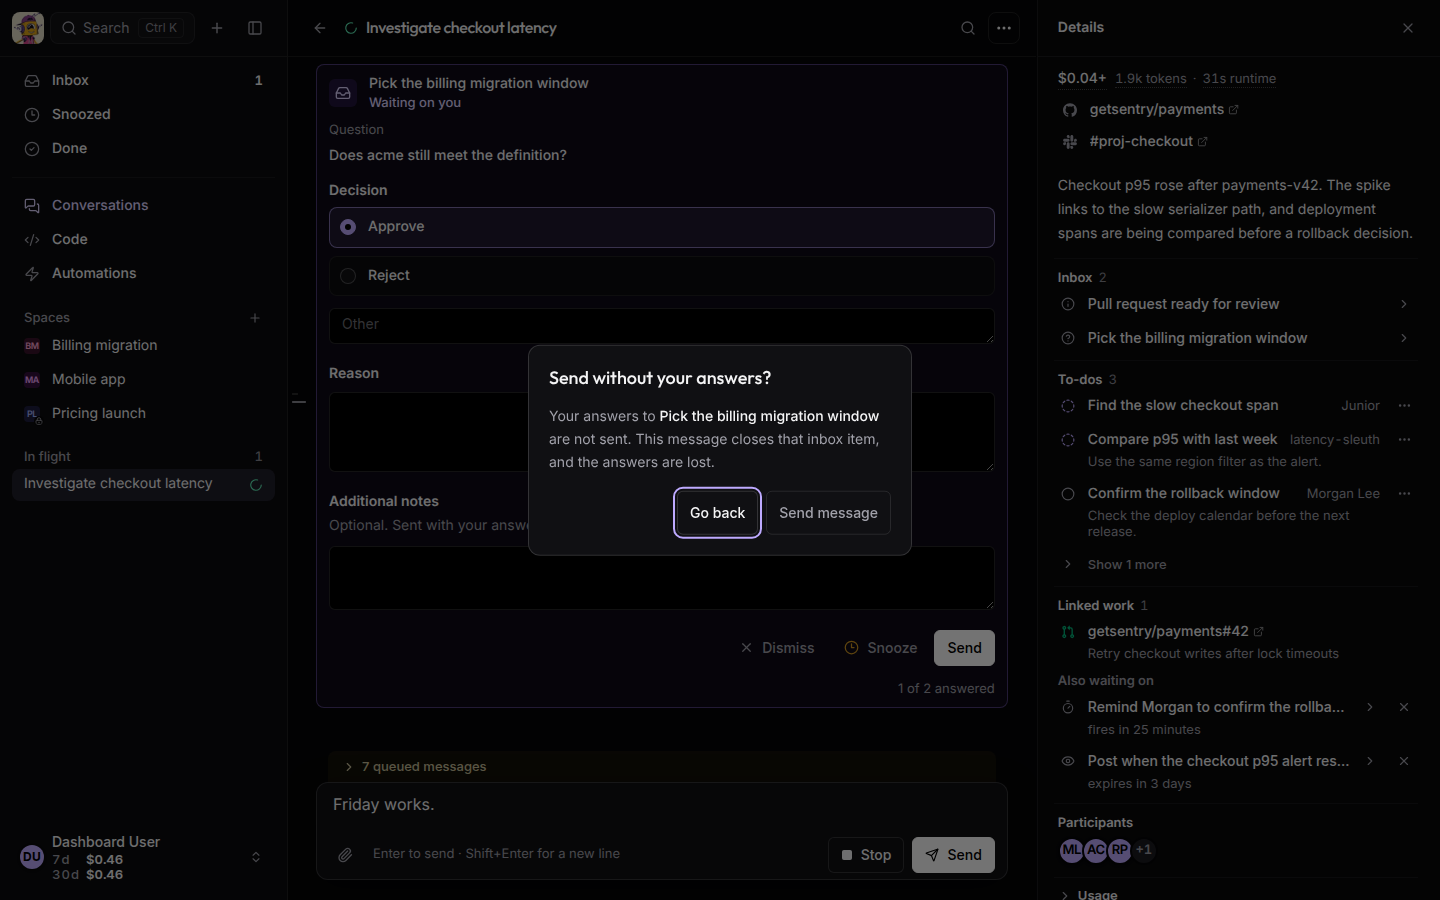 Search Ctrl K
Inbox 1
Snoozed
Done
Conversations
Code
Automations
Spaces
BM Billing migration
MA Mobile app
PL Pricing launch
In flight 1
Investigate checkout latency
DU Dashboard User
7d $0.46
30d $0.46
Investigate checkout latency
Pick the billing migration window
Waiting on you
Question
Does acme still meet the definition?
Decision
Approve
Reject
Other
Reason
Additional notes
Optional. Sent with your answe
Dismiss Snooze Send
1 of 2 answered
Send without your answers?
Your answers to Pick the billing migration window
are not sent. This message closes that inbox item,
and the answers are lost.
Go back Send message
7 queued messages
Friday works.
Enter to send · Shift+Enter for a new line Stop Send
Details
$0.04+ 1.9k tokens · 31s runtime
getsentry/payments
#proj-checkout
Checkout p95 rose after payments-v42. The spike
links to the slow serializer path, and deployment
spans are being compared before a rollback decision.
Inbox 2
Pull request ready for review
Pick the billing migration window
To-dos 3
Find the slow checkout span Junior
Compare p95 with last week latency-sleuth
Use the same region filter as the alert.
Confirm the rollback window Morgan Lee
Check the deploy calendar before the next
release.
Show 1 more
Linked work 1
getsentry/payments#42
Retry checkout writes after lock timeouts
Also waiting on
Remind Morgan to confirm the rollba...
fires in 25 minutes
Post when the checkout p95 alert res...
expires in 3 days
Participants
ML AC RP +1
Usage